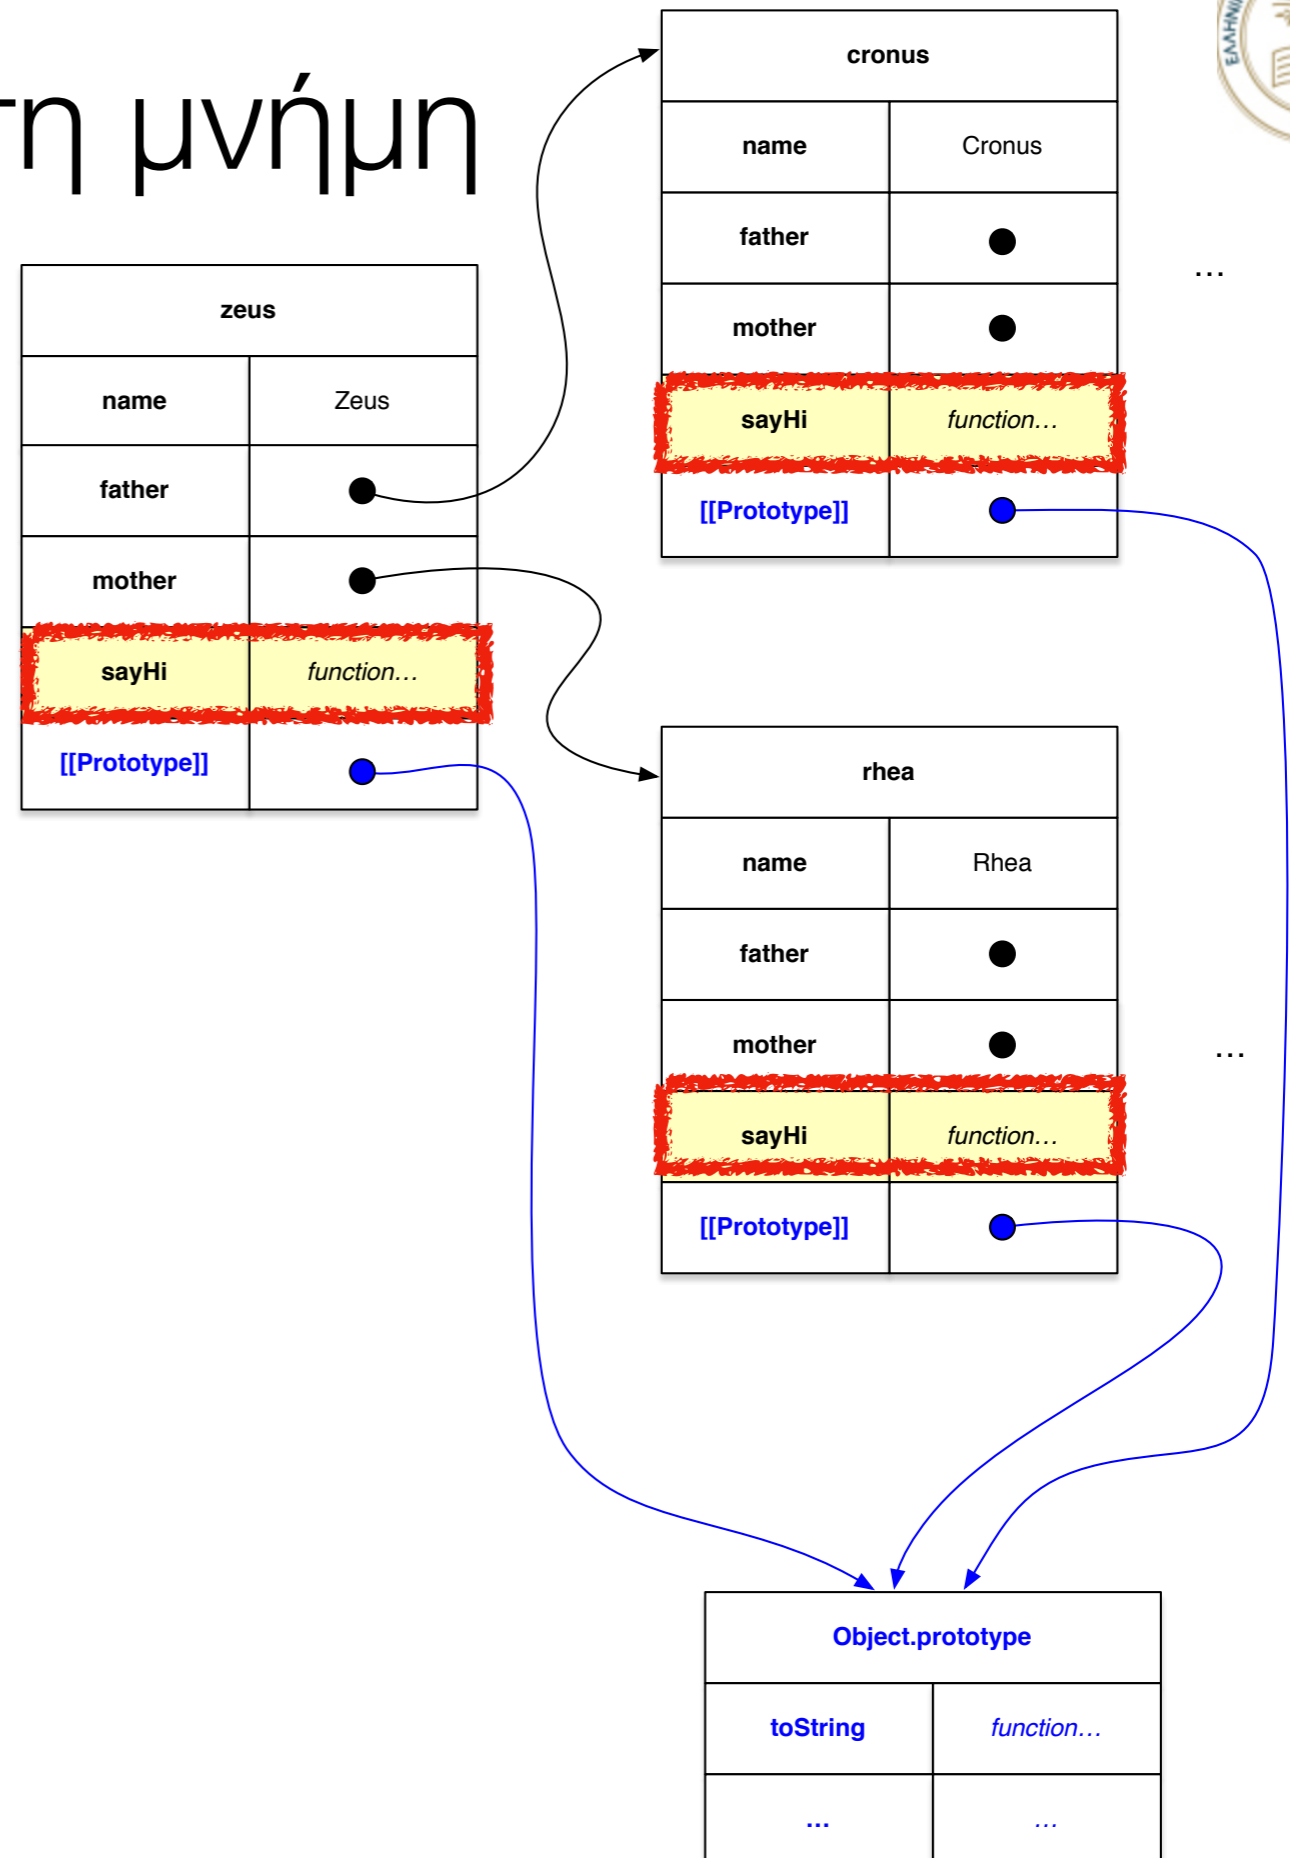 τη μνήμη
ΕΛΛΗΝΙ
cronus
name Cronus
father
mother
sayHi function…
[[Prototype]]
…
zeus
name Zeus
father
mother
sayHi function…
[[Prototype]]
rhea
name Rhea
father
mother
sayHi function…
[[Prototype]]
…
Object.prototype
toString function…
… …